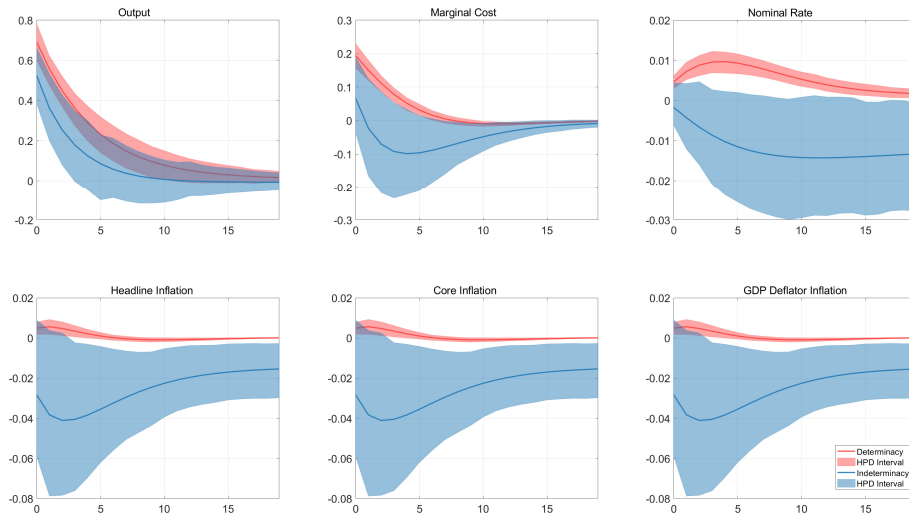 Output
0.8
0.6
0.4
0.2
0
-0.2
0 5 10 15
Marginal Cost
0.3
0.2
0.1
0
-0.1
-0.2
-0.3
0 5 10 15
Nominal Rate
0.02
0.01
0
-0.01
-0.02
-0.03
0 5 10 15
Headline Inflation
0.02
0
-0.02
-0.04
-0.06
-0.08
0 5 10 15
Core Inflation
0.02
0
-0.02
-0.04
-0.06
-0.08
0 5 10 15
GDP Deflator Inflation
0.02
0
-0.02
-0.04
-0.06
-0.08
0 5 10 15
Determinacy
HPD Interval
Indeterminacy
HPD Interval